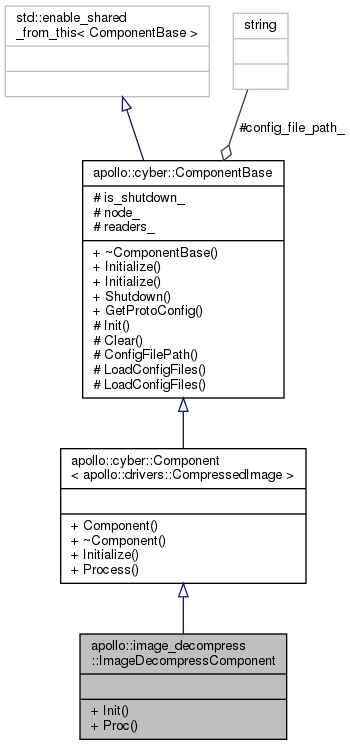 std::enable_shared
_from_this< ComponentBase >
string
#config_file_path_
apollo::cyber::ComponentBase
# is_shutdown_
# node_
# readers_
+ ~ComponentBase()
+ Initialize()
+ Initialize()
+ Shutdown()
+ GetProtoConfig()
# Init()
# Clear()
# ConfigFilePath()
# LoadConfigFiles()
# LoadConfigFiles()
apollo::cyber::Component
< apollo::drivers::CompressedImage >
+ Component()
+ ~Component()
+ Initialize()
+ Process()
apollo::image_decompress
::ImageDecompressComponent
+ Init()
+ Proc()